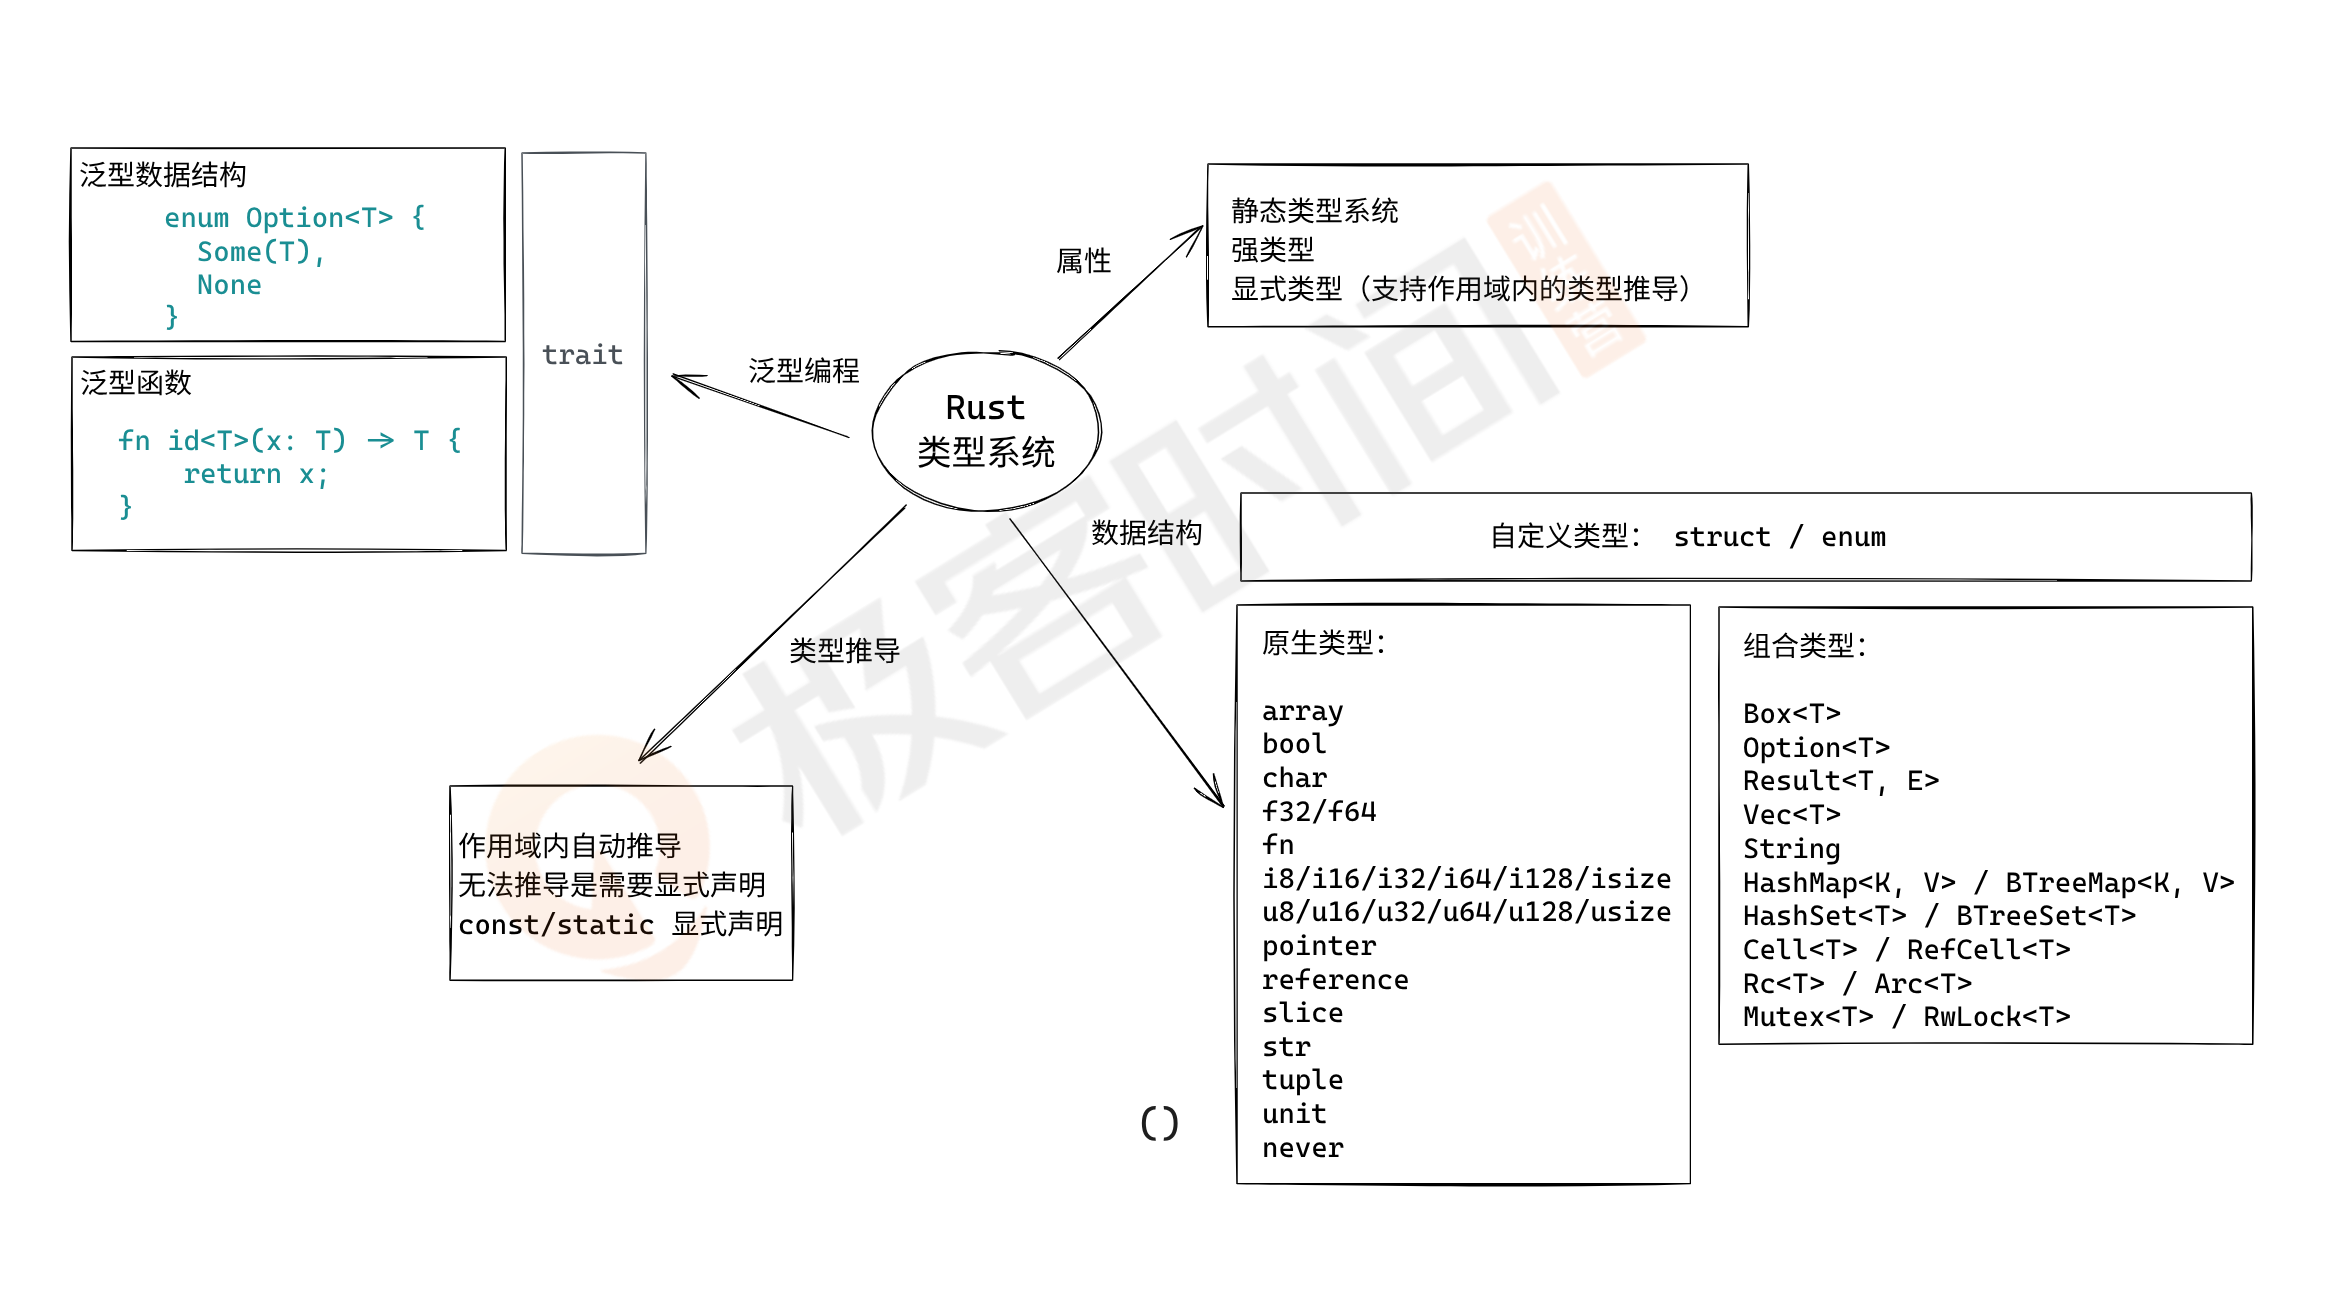 泛型数据结构
enum Option<T> {
Some(T),
None
}
泛型函数
fn id<T>(x: T) -> T {
return x;
}
trait
泛型编程
Rust
类型系统
属性
静态类型系统
强类型
显式类型（支持作用域内的类型推导）
类型推导
作用域内自动推导
无法推导是需要显式声明
const/static 显式声明
数据结构
自定义类型： struct / enum
原生类型：
array
bool
char
f32/f64
fn
i8/i16/i32/i64/i128/isize
u8/u16/u32/u64/u128/usize
pointer
reference
slice
str
tuple
unit
never
()
组合类型：
Box<T>
Option<T>
Result<T, E>
Vec<T>
String
HashMap<K, V> / BTreeMap<K, V>
HashSet<T> / BTreeSet<T>
Cell<T> / RefCell<T>
Rc<T> / Arc<T>
Mutex<T> / RwLock<T>
极客时间
训练营